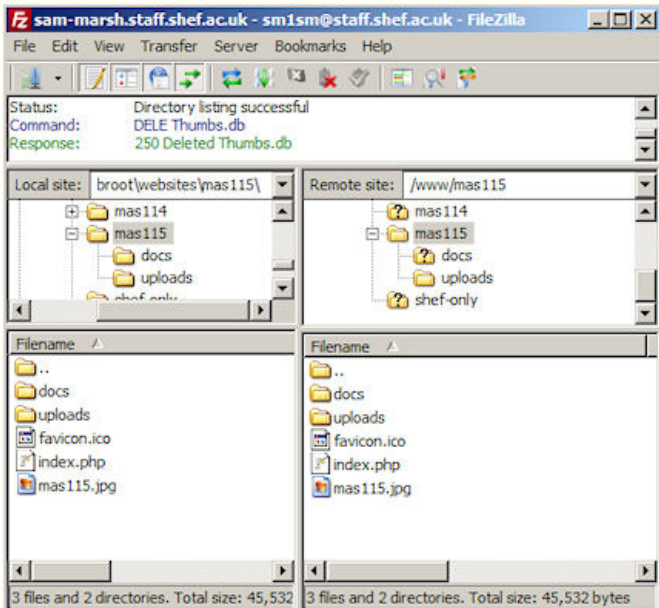 sam-marsh.staff.shef.ac.uk - sm1sm@staff.shef.ac.uk - FileZilla
File Edit View Transfer Server Bookmarks Help
Status: Directory listing successful
Command: DELE Thumbs.db
Response: 250 Deleted Thumbs.db
Local site: broot\websites\mas115\
mas114
mas115
docs
uploads
shef-only
Remote site: /www/mas115
mas114
mas115
docs
uploads
shef-only
Filename
..
docs
uploads
favicon.ico
index.php
mas115.jpg
3 files and 2 directories. Total size: 45,532
Filename
..
docs
uploads
favicon.ico
index.php
mas115.jpg
3 files and 2 directories. Total size: 45,532 bytes